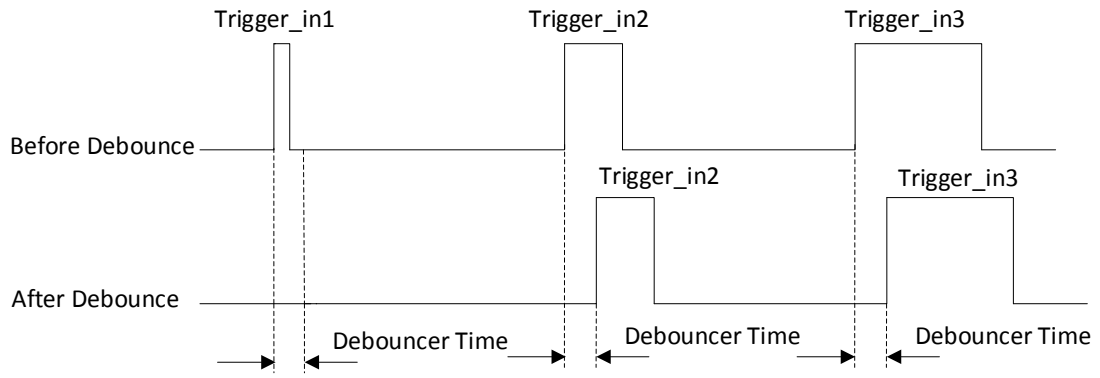 Trigger_in1 Trigger_in2 Trigger_in3
Before Debounce
Trigger_in2 Trigger_in3
After Debounce
Debouncer Time Debouncer Time Debouncer Time